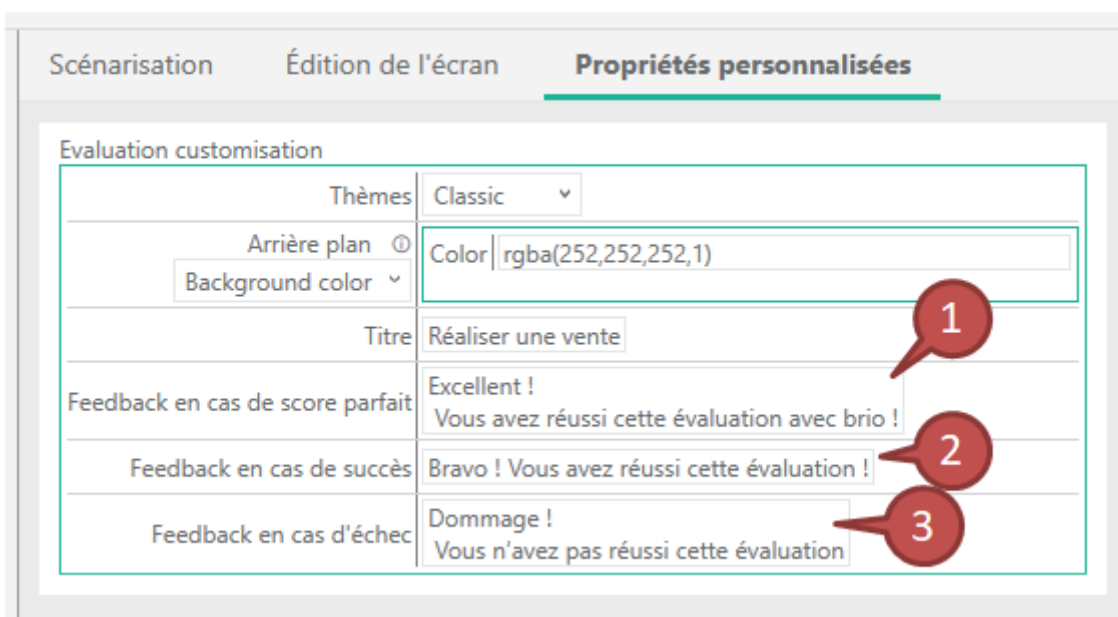 Scénarisation Édition de l'écran Propriétés personnalisées
Evaluation customisation
Thèmes Classic
Arrière plan
Background color
Color rgba(252,252,252,1)
1
Titre Réaliser une vente
Feedback en cas de score parfait
Excellent !
Vous avez réussi cette évaluation avec brio !
2
Feedback en cas de succès Bravo ! Vous avez réussi cette évaluation !
3
Feedback en cas d'échec
Dommage !
Vous n'avez pas réussi cette évaluation